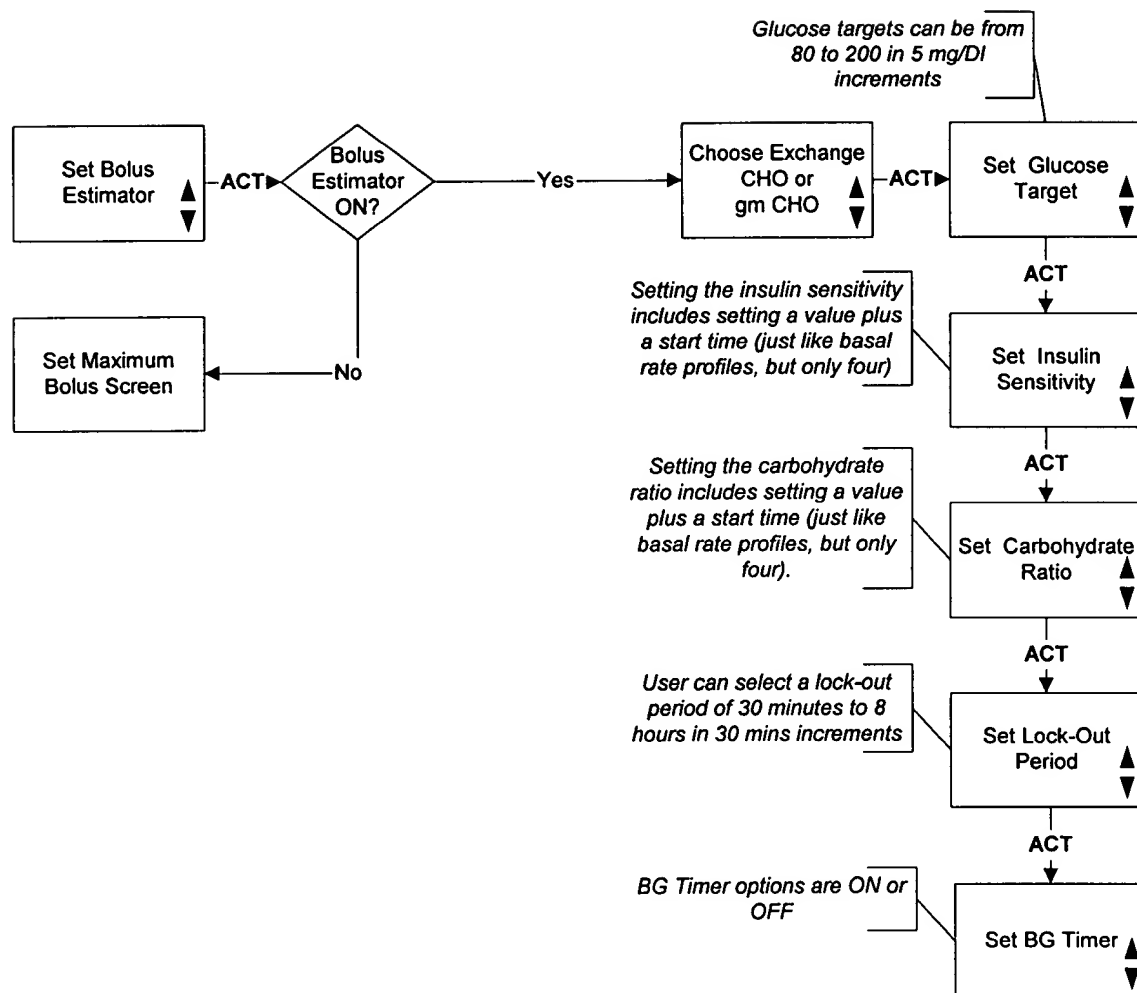 Glucose targets can be from
80 to 200 in 5 mg/Dl
increments
Set Bolus
Estimator
ACT
Bolus
Estimator
ON?
Yes
Choose Exchange
CHO or
gm CHO
ACT
Set Glucose
Target
No
Set Maximum
Bolus Screen
ACT
Setting the insulin sensitivity
includes setting a value plus
a start time (just like basal
rate profiles, but only four)
Set Insulin
Sensitivity
ACT
Setting the carbohydrate
ratio includes setting a value
plus a start time (just like
basal rate profiles, but only
four).
Set Carbohydrate
Ratio
ACT
User can select a lock-out
period of 30 minutes to 8
hours in 30 mins increments
Set Lock-Out
Period
ACT
BG Timer options are ON or
OFF
Set BG Timer